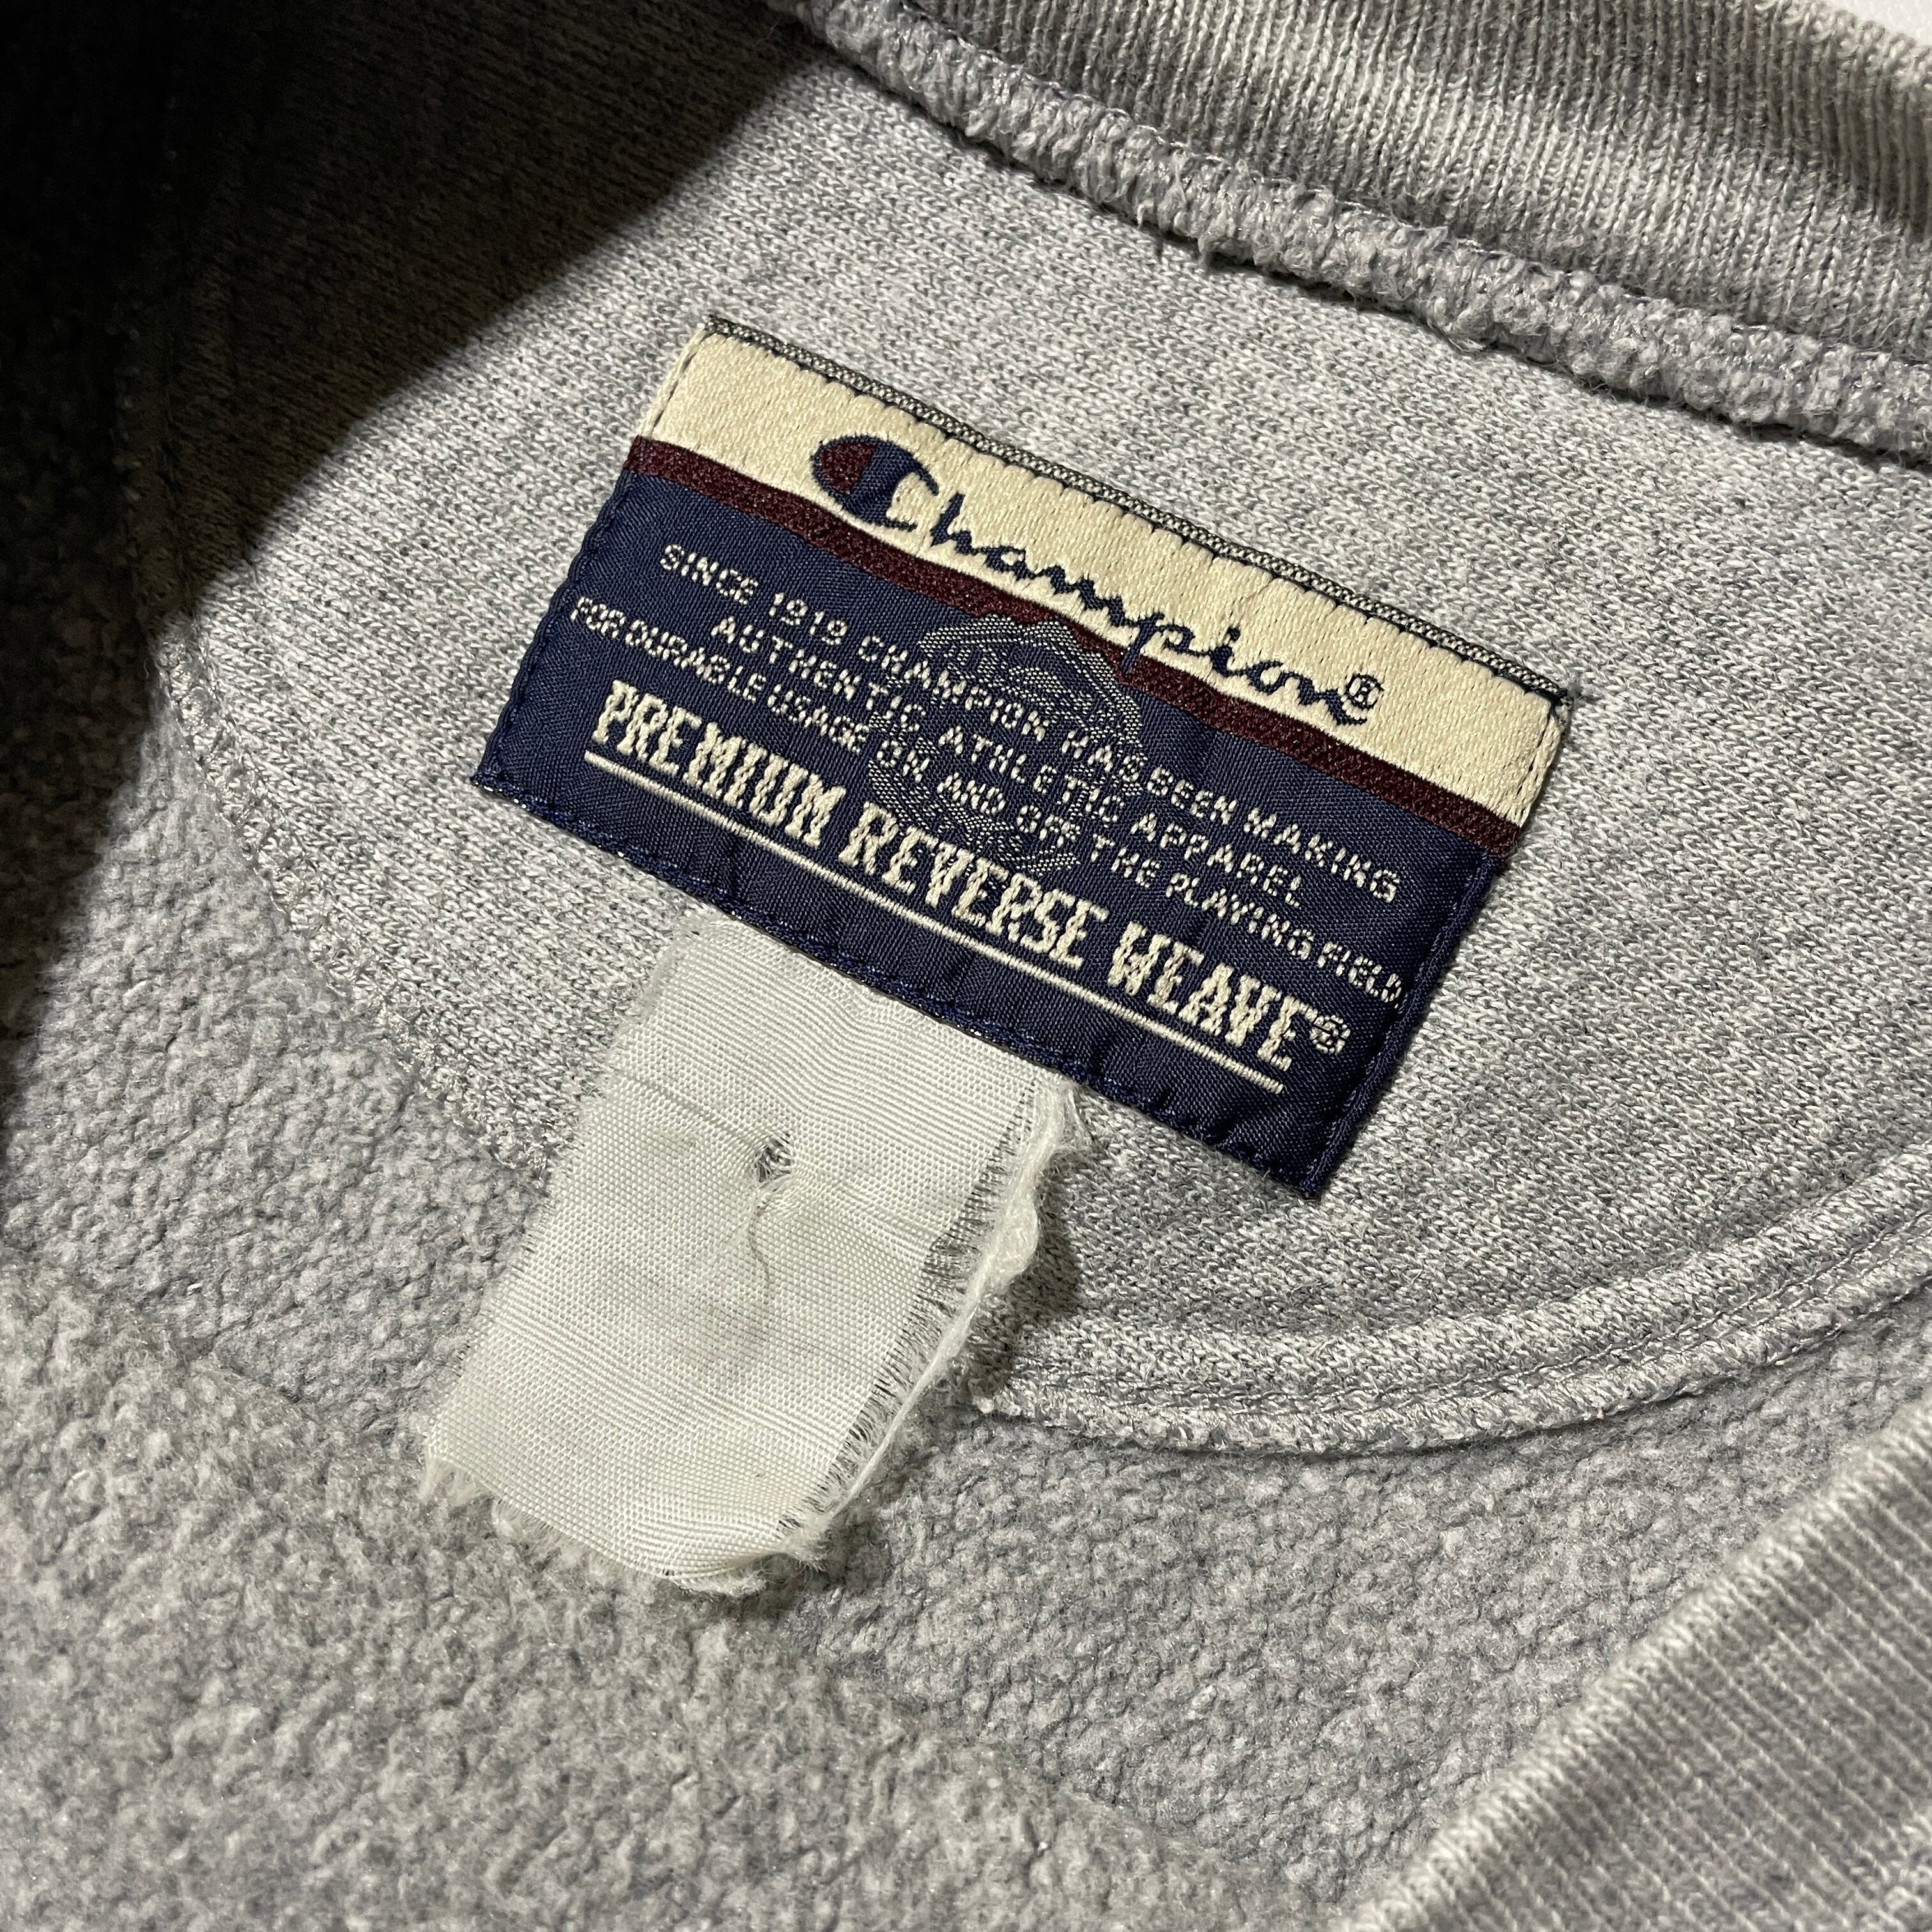 Champion®
SINCE 1919 CHAMPION HAS BEEN MAKING
AUTHENTIC ATHLETIC APPAREL
FOR DURABLE USAGE ON AND OFF THE PLAYING FIELD.
PREMIUM REVERSE WEAVE®